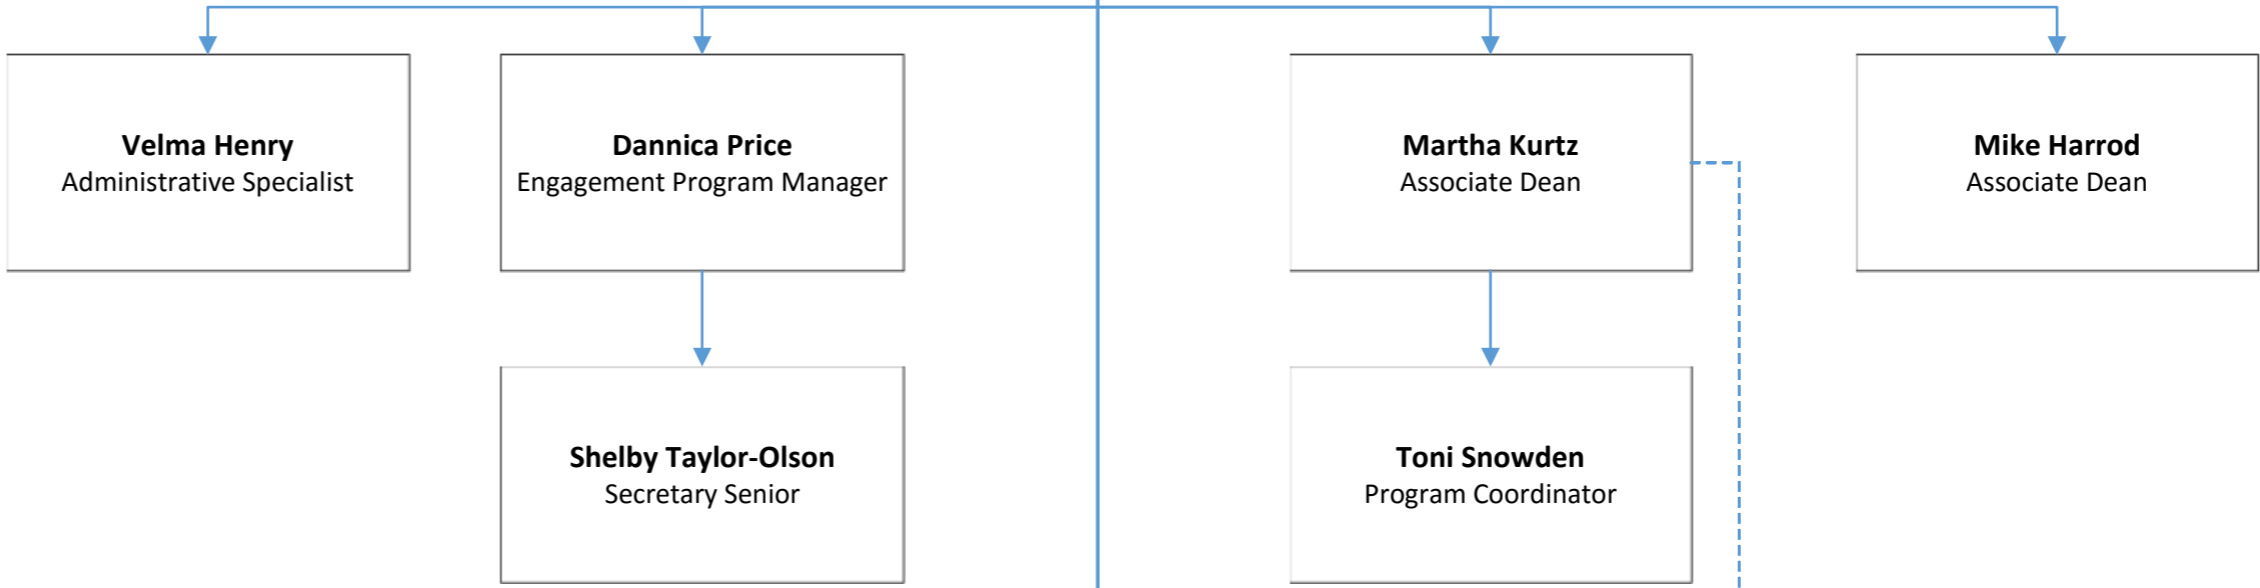 Velma Henry
Administrative Specialist
Dannica Price
Engagement Program Manager
Martha Kurtz
Associate Dean
Mike Harrod
Associate Dean
Shelby Taylor-Olson
Secretary Senior
Toni Snowden
Program Coordinator